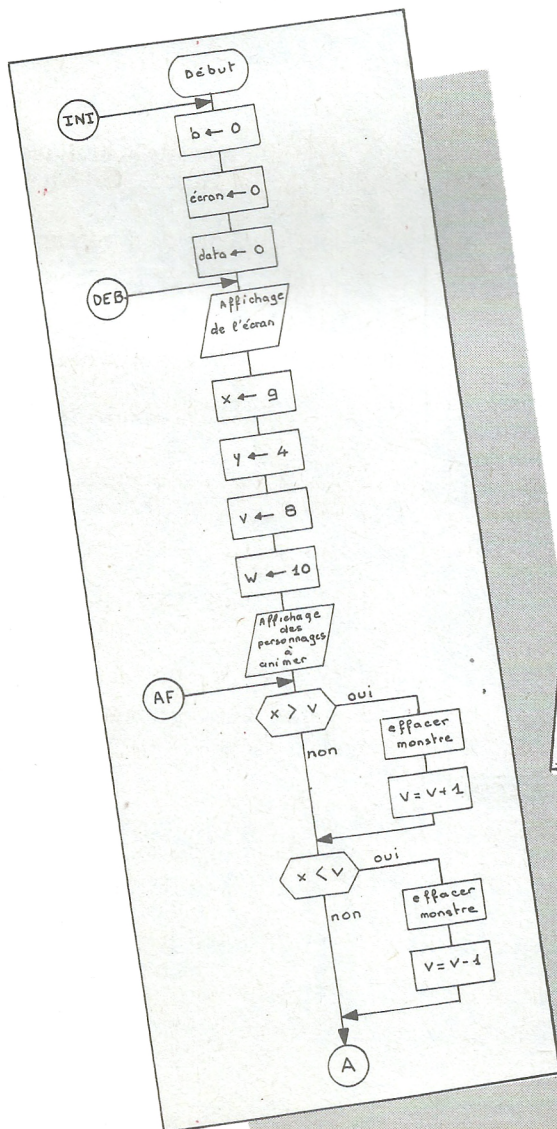 Début
INI
b ← 0
écran ← 0
data ← 0
DEB
Affichage
de l'écran
x ← 9
y ← 4
v ← 8
W ← 10
Affichage
des
personnages
à
animer
AF
x > v
oui
non
effacer
monstre
v = v + 1
x < v
oui
non
effacer
monstre
v = v - 1
A